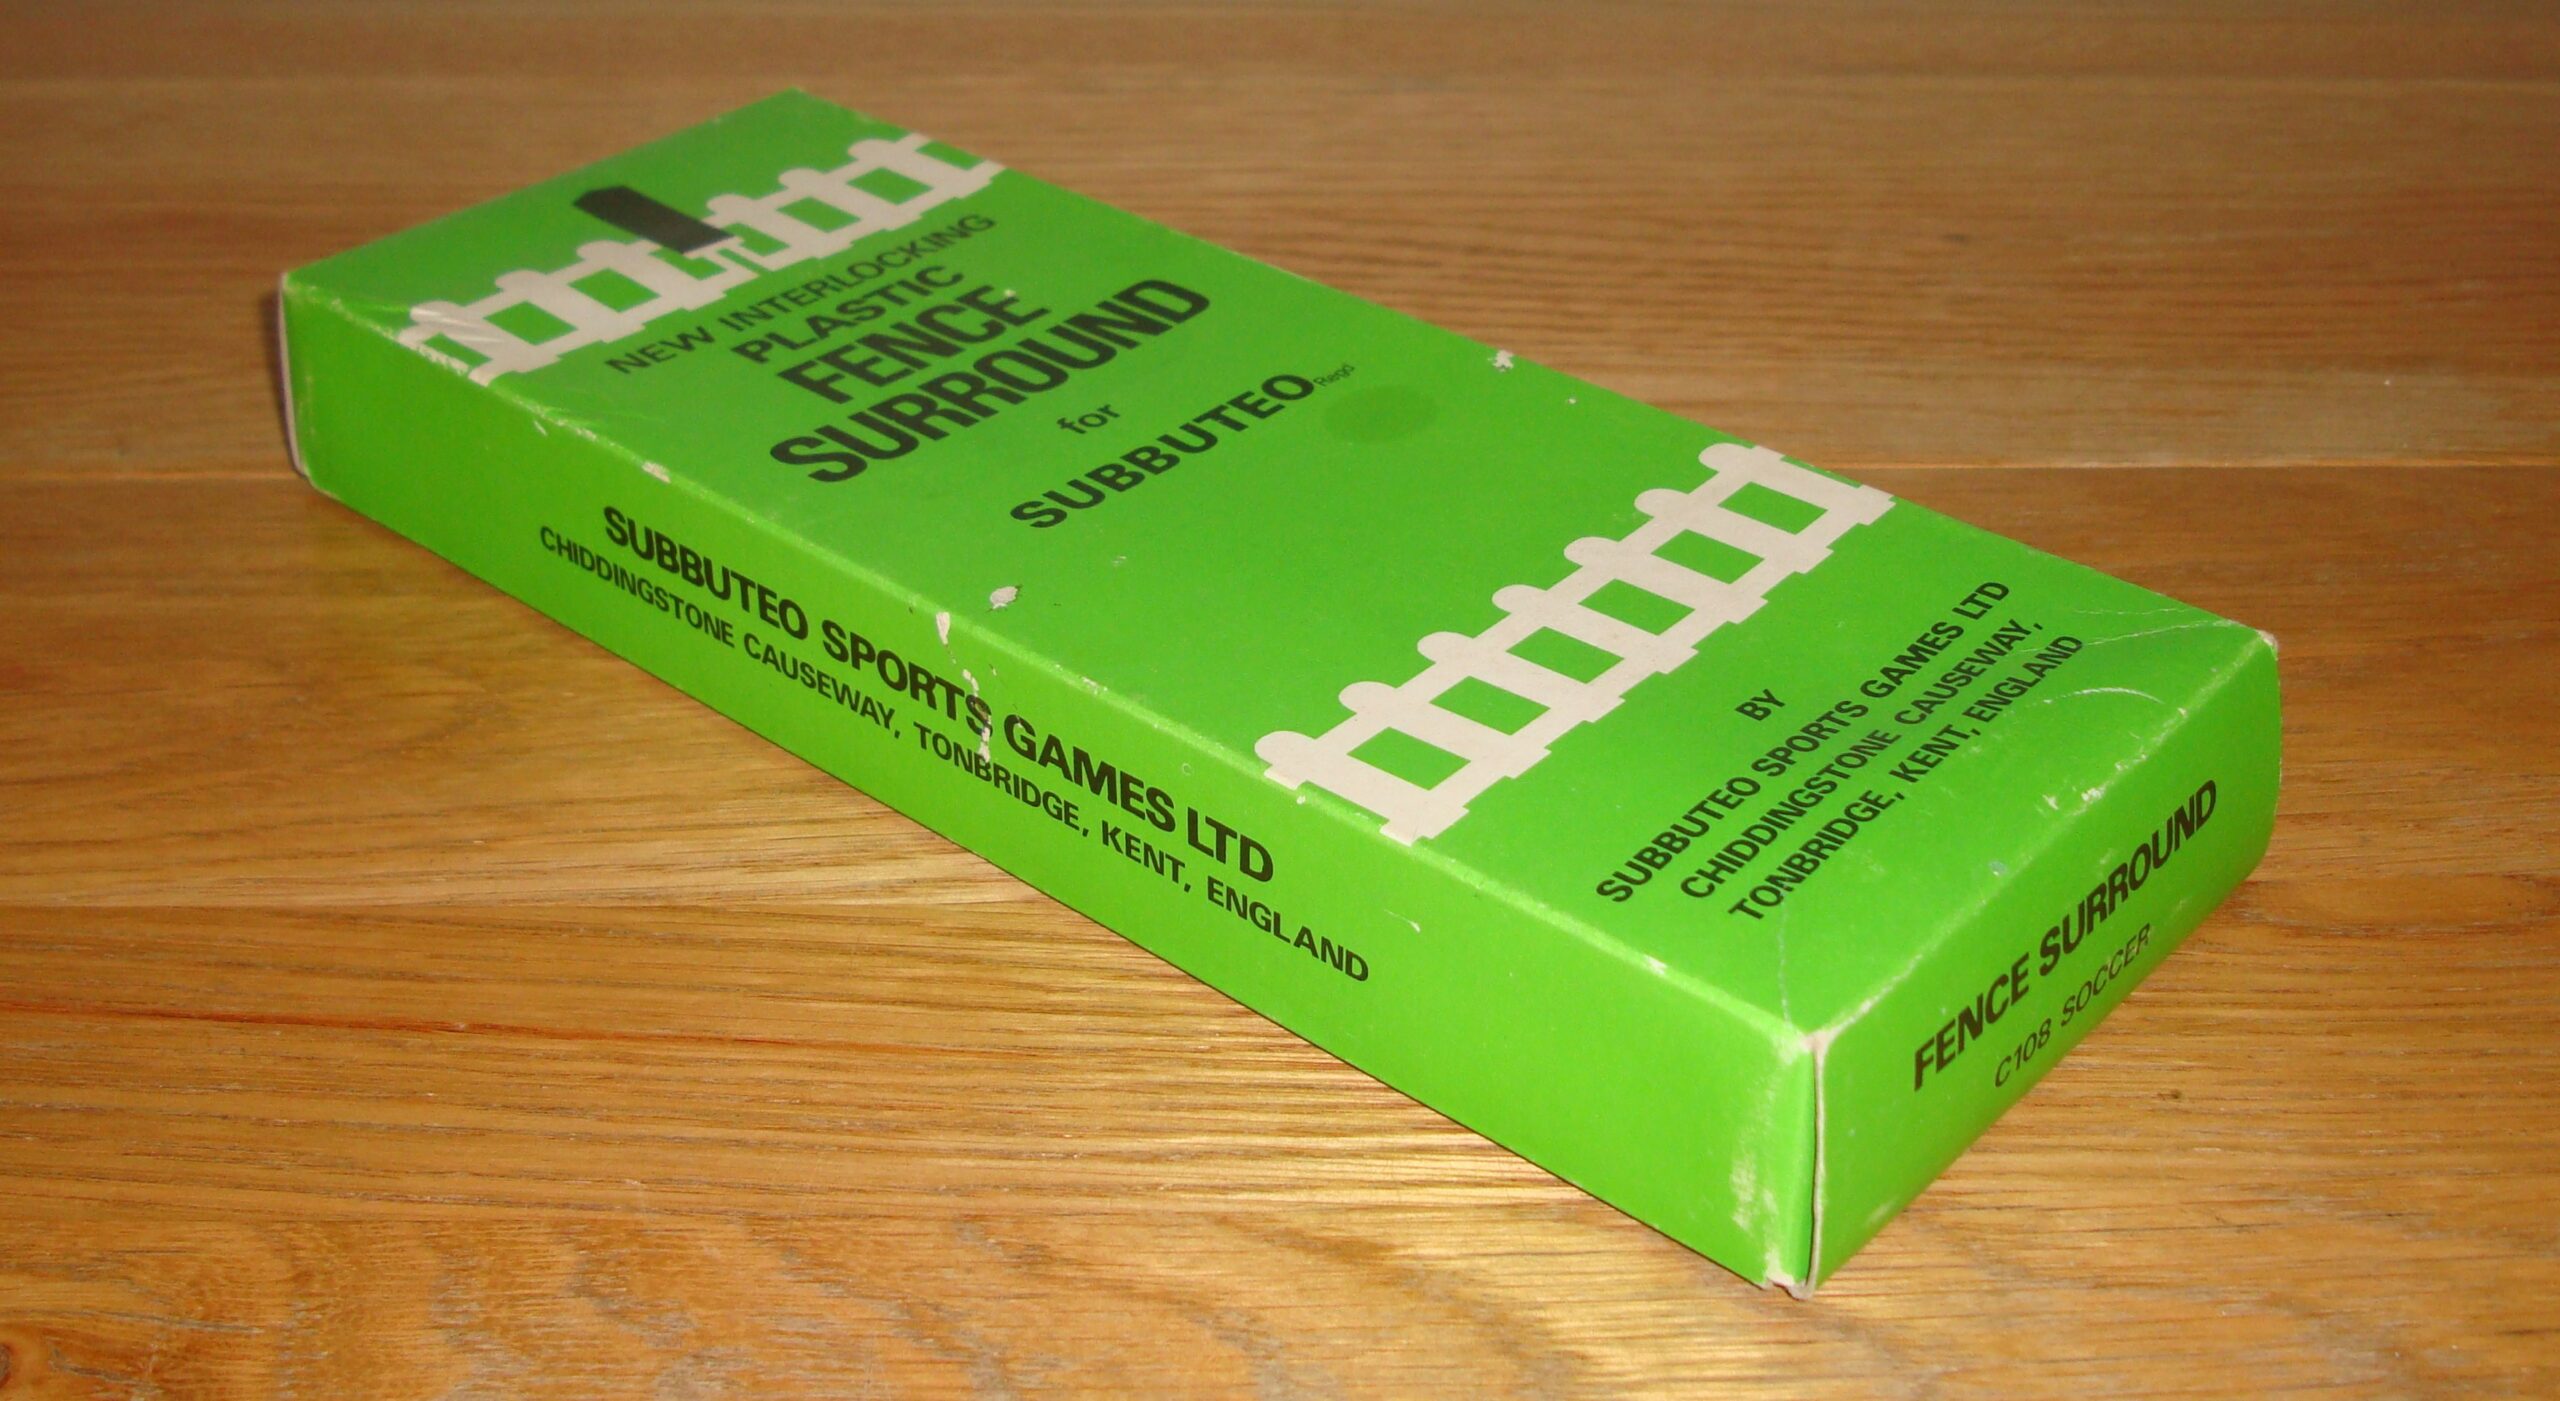 NEW INTERLOCKING
PLASTIC
FENCE
SURROUND
for
SUBBUTEO Regd
BY
SUBBUTEO SPORTS GAMES LTD
CHIDDINGSTONE CAUSEWAY,
TONBRIDGE, KENT, ENGLAND
SUBBUTEO SPORTS GAMES LTD
CHIDDINGSTONE CAUSEWAY, TONBRIDGE, KENT, ENGLAND
FENCE SURROUND
C108 SOCCER